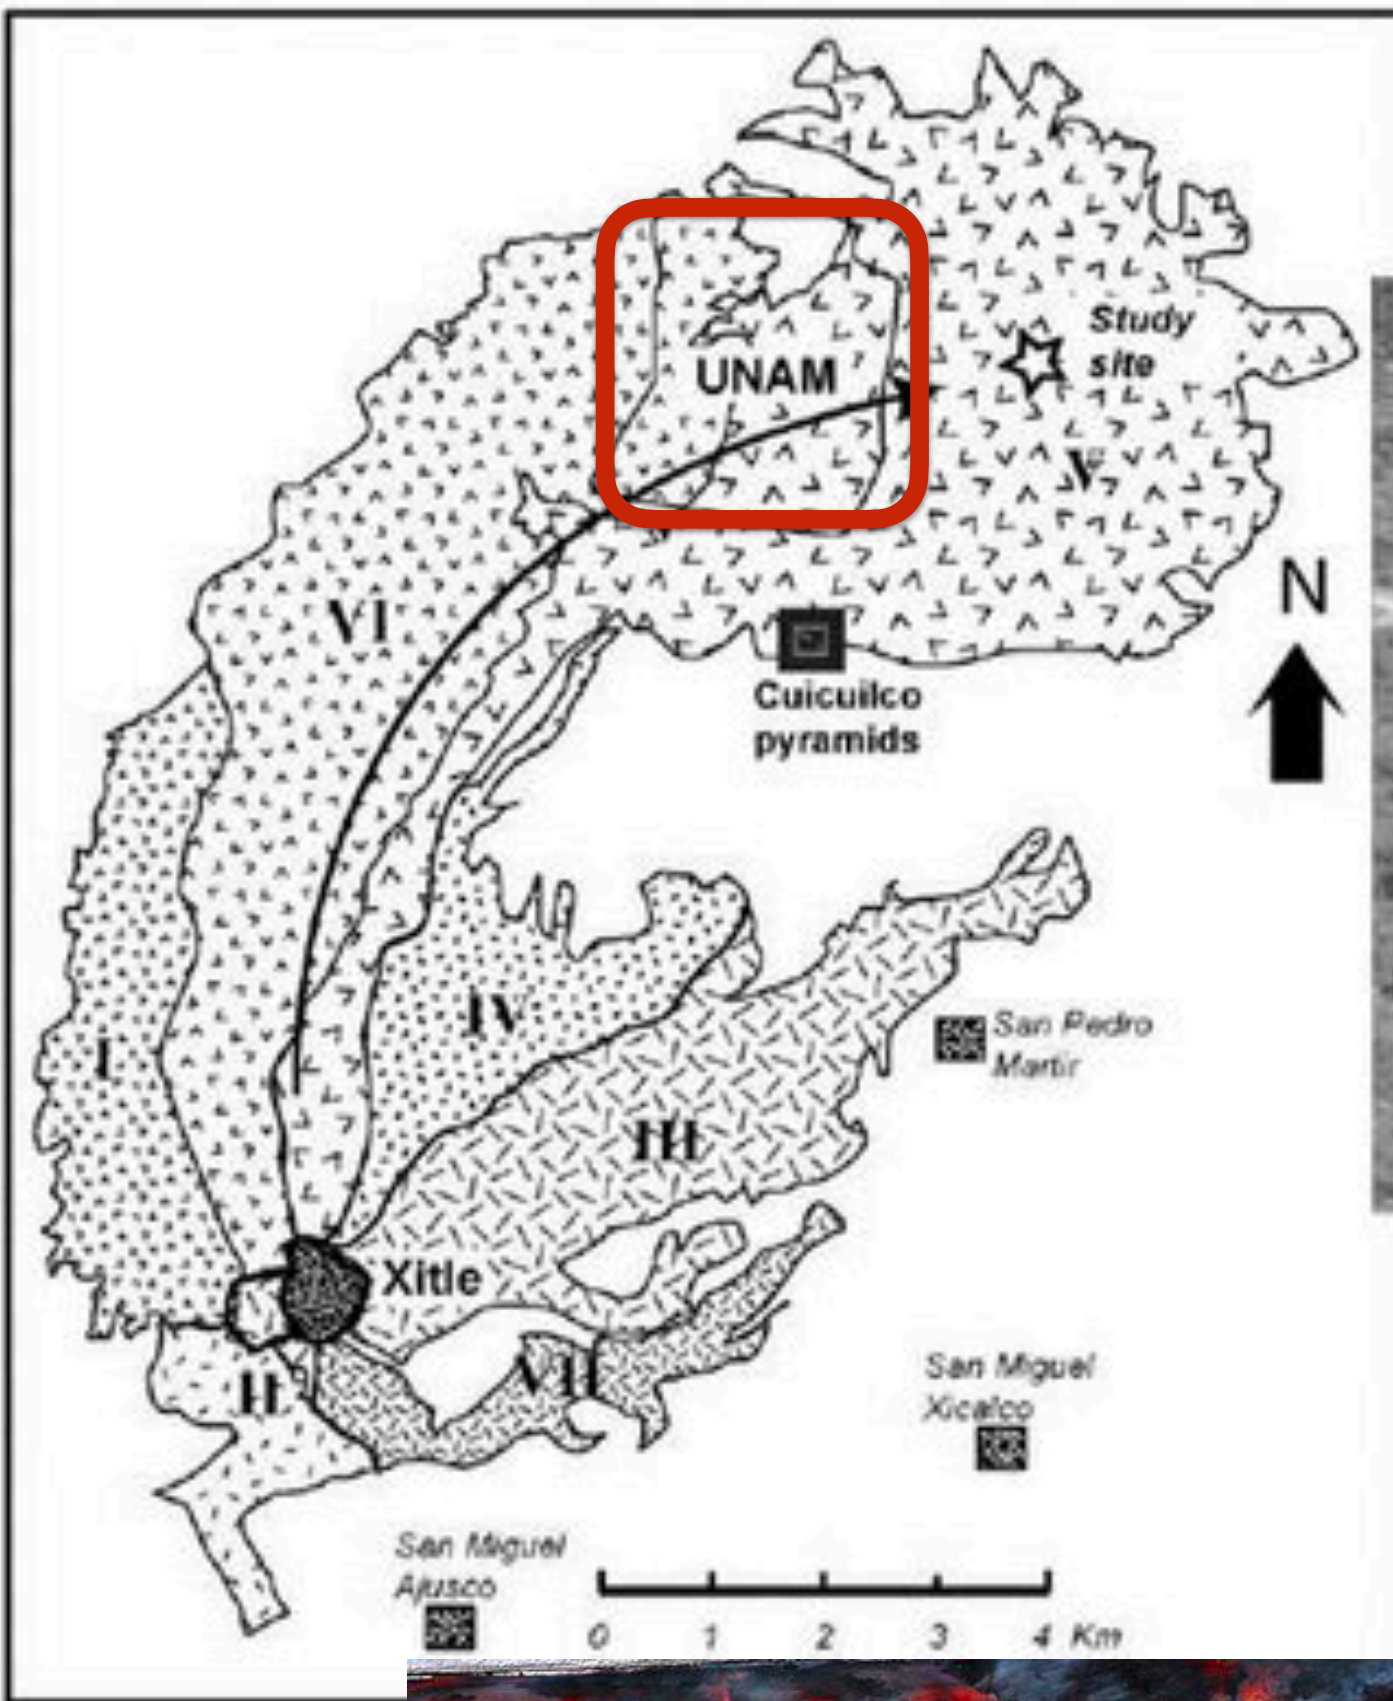 UNAM
Study
site
V
N
VI
Cuicuilco
pyramids
IV
San Pedro
Martir
I
III
Xitle
San Miguel
Xicalco
VII
II
San Miguel
Ajusco
0 1 2 3 4 Km